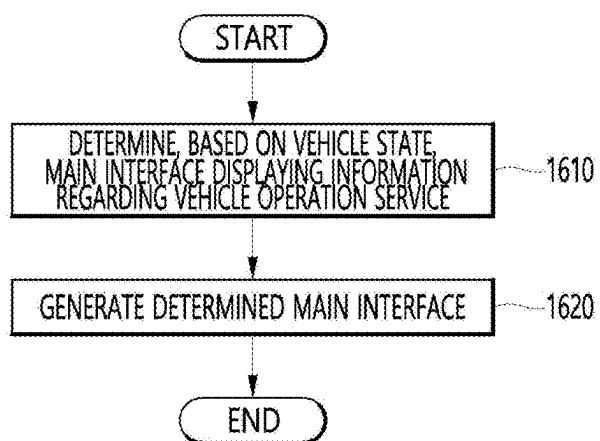 START
DETERMINE, BASED ON VEHICLE STATE,
MAIN INTERFACE DISPLAYING INFORMATION
REGARDING VEHICLE OPERATION SERVICE
1610
GENERATE DETERMINED MAIN INTERFACE
1620
END